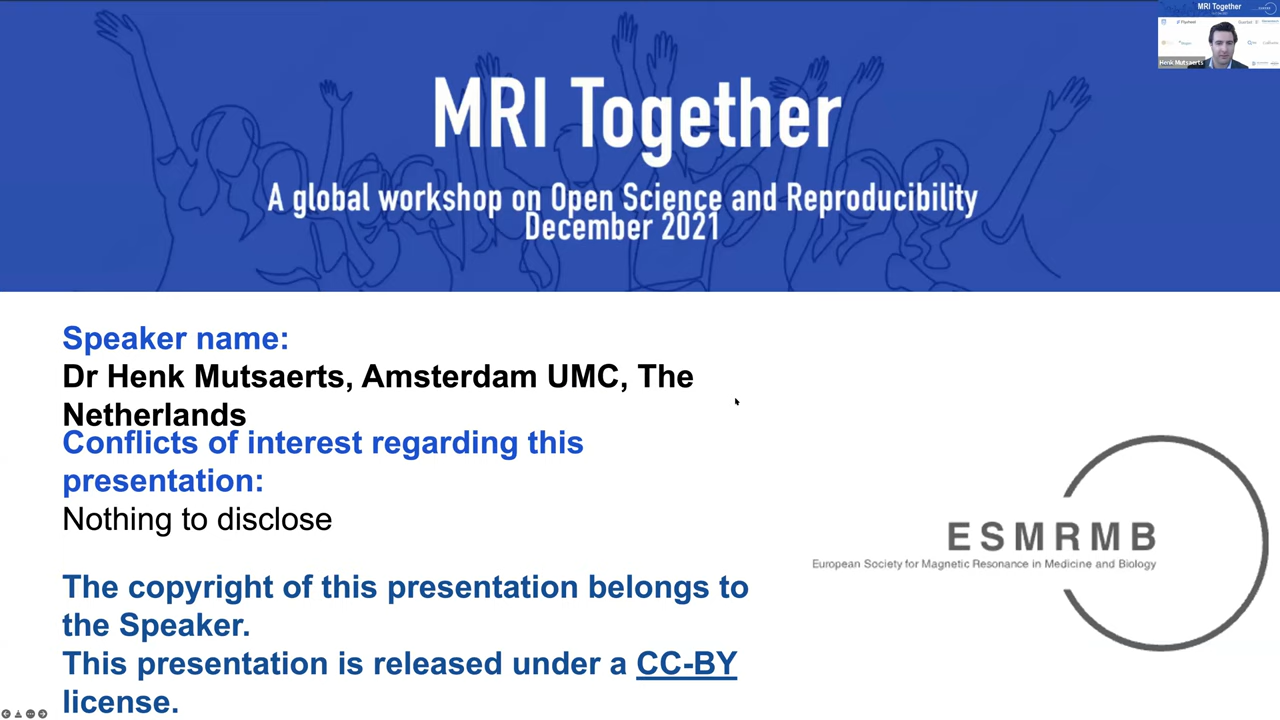 MRI Together
A global workshop on Open Science and Reproducibility
December 2021
MRI Together
Henk Mutsaerts
Speaker name:
Dr Henk Mutsaerts, Amsterdam UMC, The
Netherlands
Conflicts of interest regarding this
presentation:
Nothing to disclose
The copyright of this presentation belongs to
the Speaker.
This presentation is released under a CC-BY
license.
ESMRMB
European Society for Magnetic Resonance in Medicine and Biology